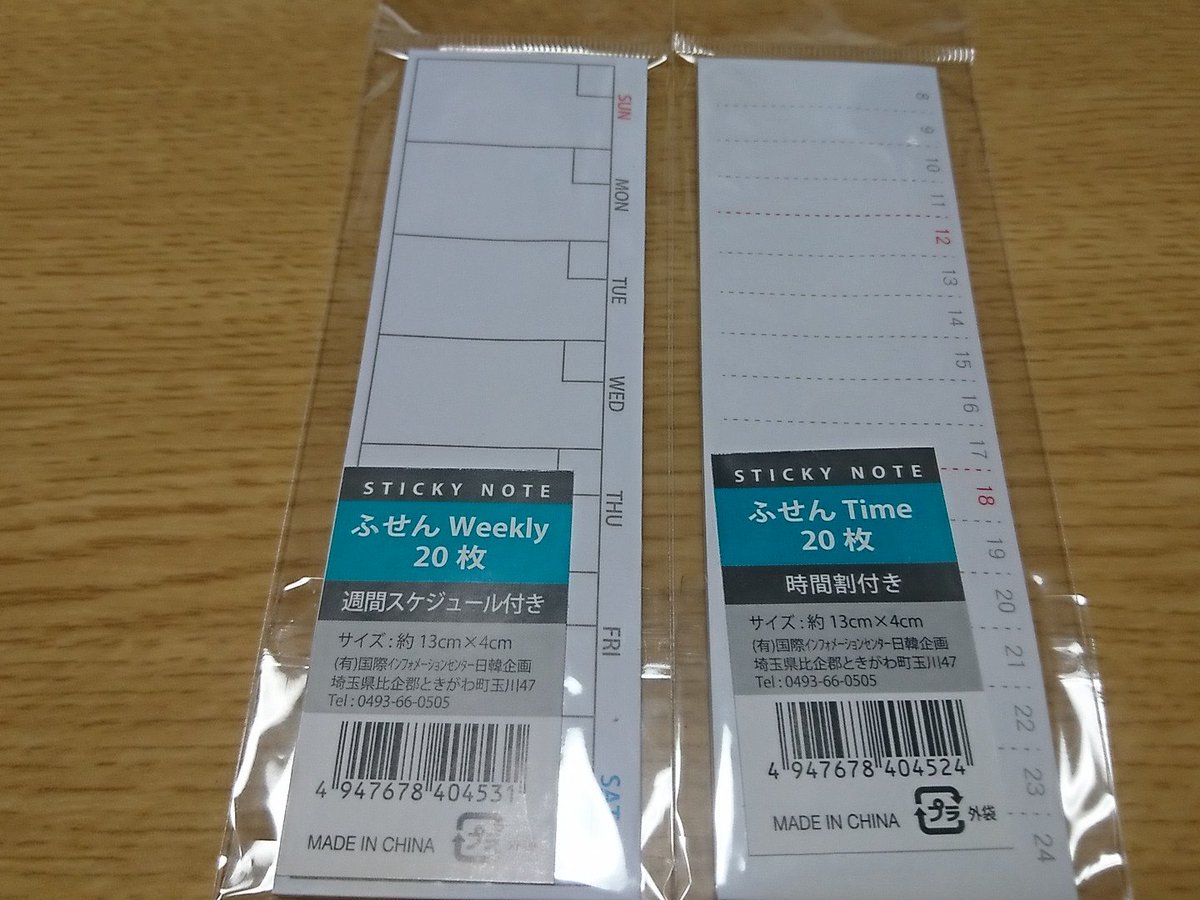 SUN
MON
TUE
WED
THU
FRI
SAT
STICKY NOTE
ふせん Weekly
20 枚
週間スケジュール付き
サイズ : 約 13cm×4cm
(有)国際インフォメーションセンター日韓企画
埼玉県比企郡ときがわ町玉川47
Tel : 0493-66-0505
4 947678 404531
MADE IN CHINA
プラ
8
9
10
11
12
13
14
15
16
17
18
19
20
21
22
23
24
STICKY NOTE
ふせん Time
20 枚
時間割付き
サイズ : 約 13cm×4cm
(有)国際インフォメーションセンター日韓企画
埼玉県比企郡ときがわ町玉川47
Tel : 0493-66-0505
4 947678 404524
MADE IN CHINA
プラ 外袋